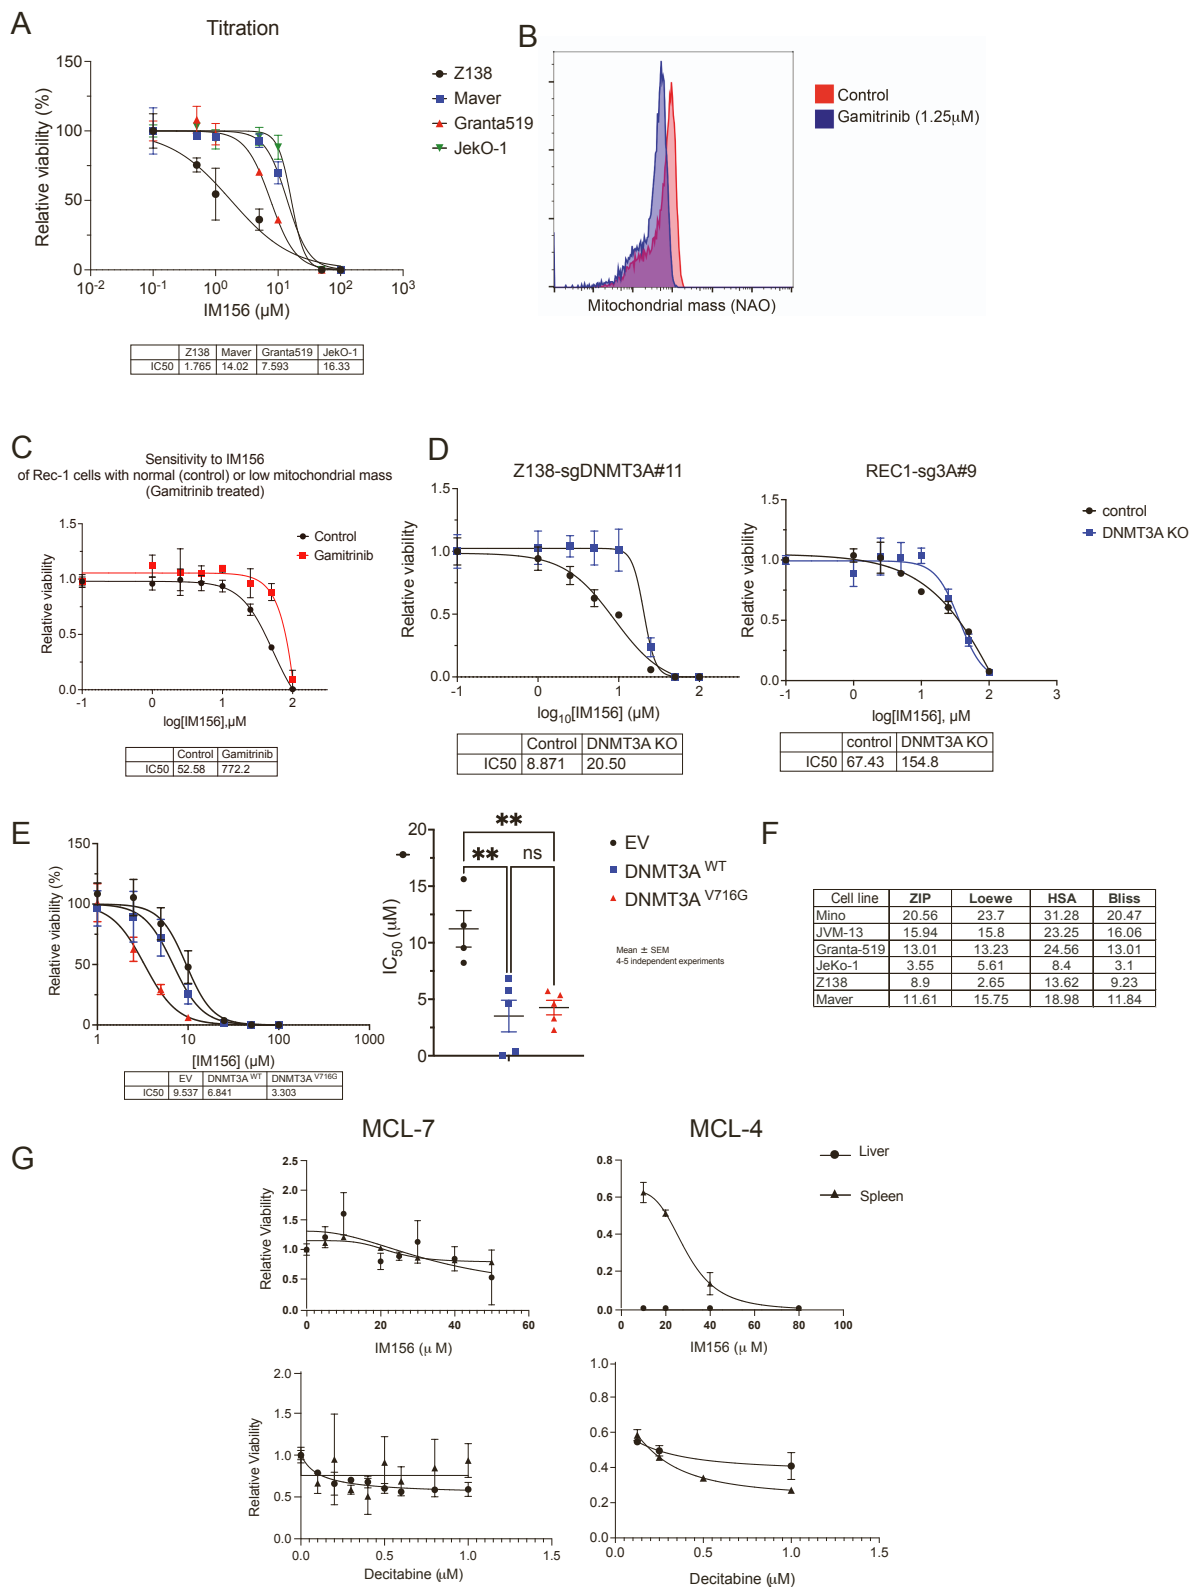 A
Titration
150
100
50
0
Relative viability (%)
10-2
10-1
100
101
102
103
IM156 (µM)
Z138
Maver
Granta519
JekO-1
Z138 Maver Granta519 JekO-1
IC50 1.765 14.02 7.593 16.33
B
Control
Gamitrinib (1.25µM)
Mitochondrial mass (NAO)
C
Sensitivity to IM156
of Rec-1 cells with normal (control) or low mitochondrial mass
(Gamitrinib treated)
1.5
1.0
0.5
0.0
Relative viability
-1 0 1 2
log[IM156],µM
Control
Gamitrinib
Control Gamitrinib
IC50 52.58 772.2
D
Z138-sgDNMT3A#11
1.5
1.0
0.5
0.0
Relative viability
-1 0 1 2
log10[IM156] (µM)
Control DNMT3A KO
IC50 8.871 20.50
REC1-sg3A#9
1.5
1.0
0.5
0.0
Relative viability
-1 0 1 2 3
log[IM156], µM
control
DNMT3A KO
control DNMT3A KO
IC50 67.43 154.8
E
150
100
50
0
Relative viability (%)
1 10 100 1000
[IM156] (µM)
EV DNMT3A WT DNMT3A V716G
IC50 9.537 6.841 3.303
20
15
10
5
0
IC50 (µM)
**
** ns
EV
DNMT3A WT
DNMT3A V716G
Mean ± SEM
4-5 independent experiments
F
Cell line ZIP Loewe HSA Bliss
Mino 20.56 23.7 31.28 20.47
JVM-13 15.94 15.8 23.25 16.06
Granta-519 13.01 13.23 24.56 13.01
JeKo-1 3.55 5.61 8.4 3.1
Z138 8.9 2.65 13.62 9.23
Maver 11.61 15.75 18.98 11.84
G
MCL-7
2.5
2.0
1.5
1.0
0.5
0.0
Relative Viability
0 20 40 60
IM156 (µ M)
MCL-4
0.8
0.6
0.4
0.2
0.0
0 20 40 60 80 100
IM156 (µ M)
Liver
Spleen
2.0
1.5
1.0
0.5
0.0
Relative Viability
0.0 0.5 1.0 1.5
Decitabine (µM)
1.0
0.8
0.6
0.4
0.2
0.0
0.0 0.5 1.0 1.5
Decitabine (µM)